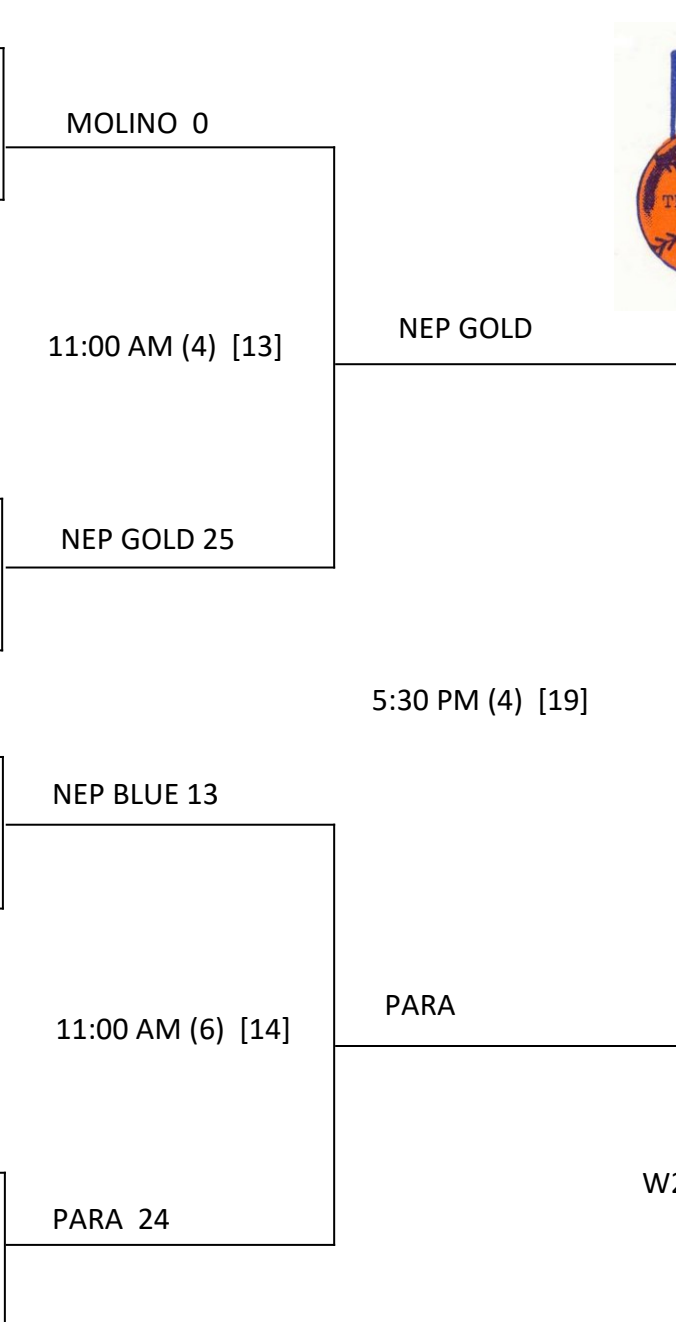 MOLINO 0
11:00 AM (4) [13]
NEP GOLD
NEP GOLD 25
5:30 PM (4) [19]
NEP BLUE 13
PARA
11:00 AM (6) [14]
PARA 24